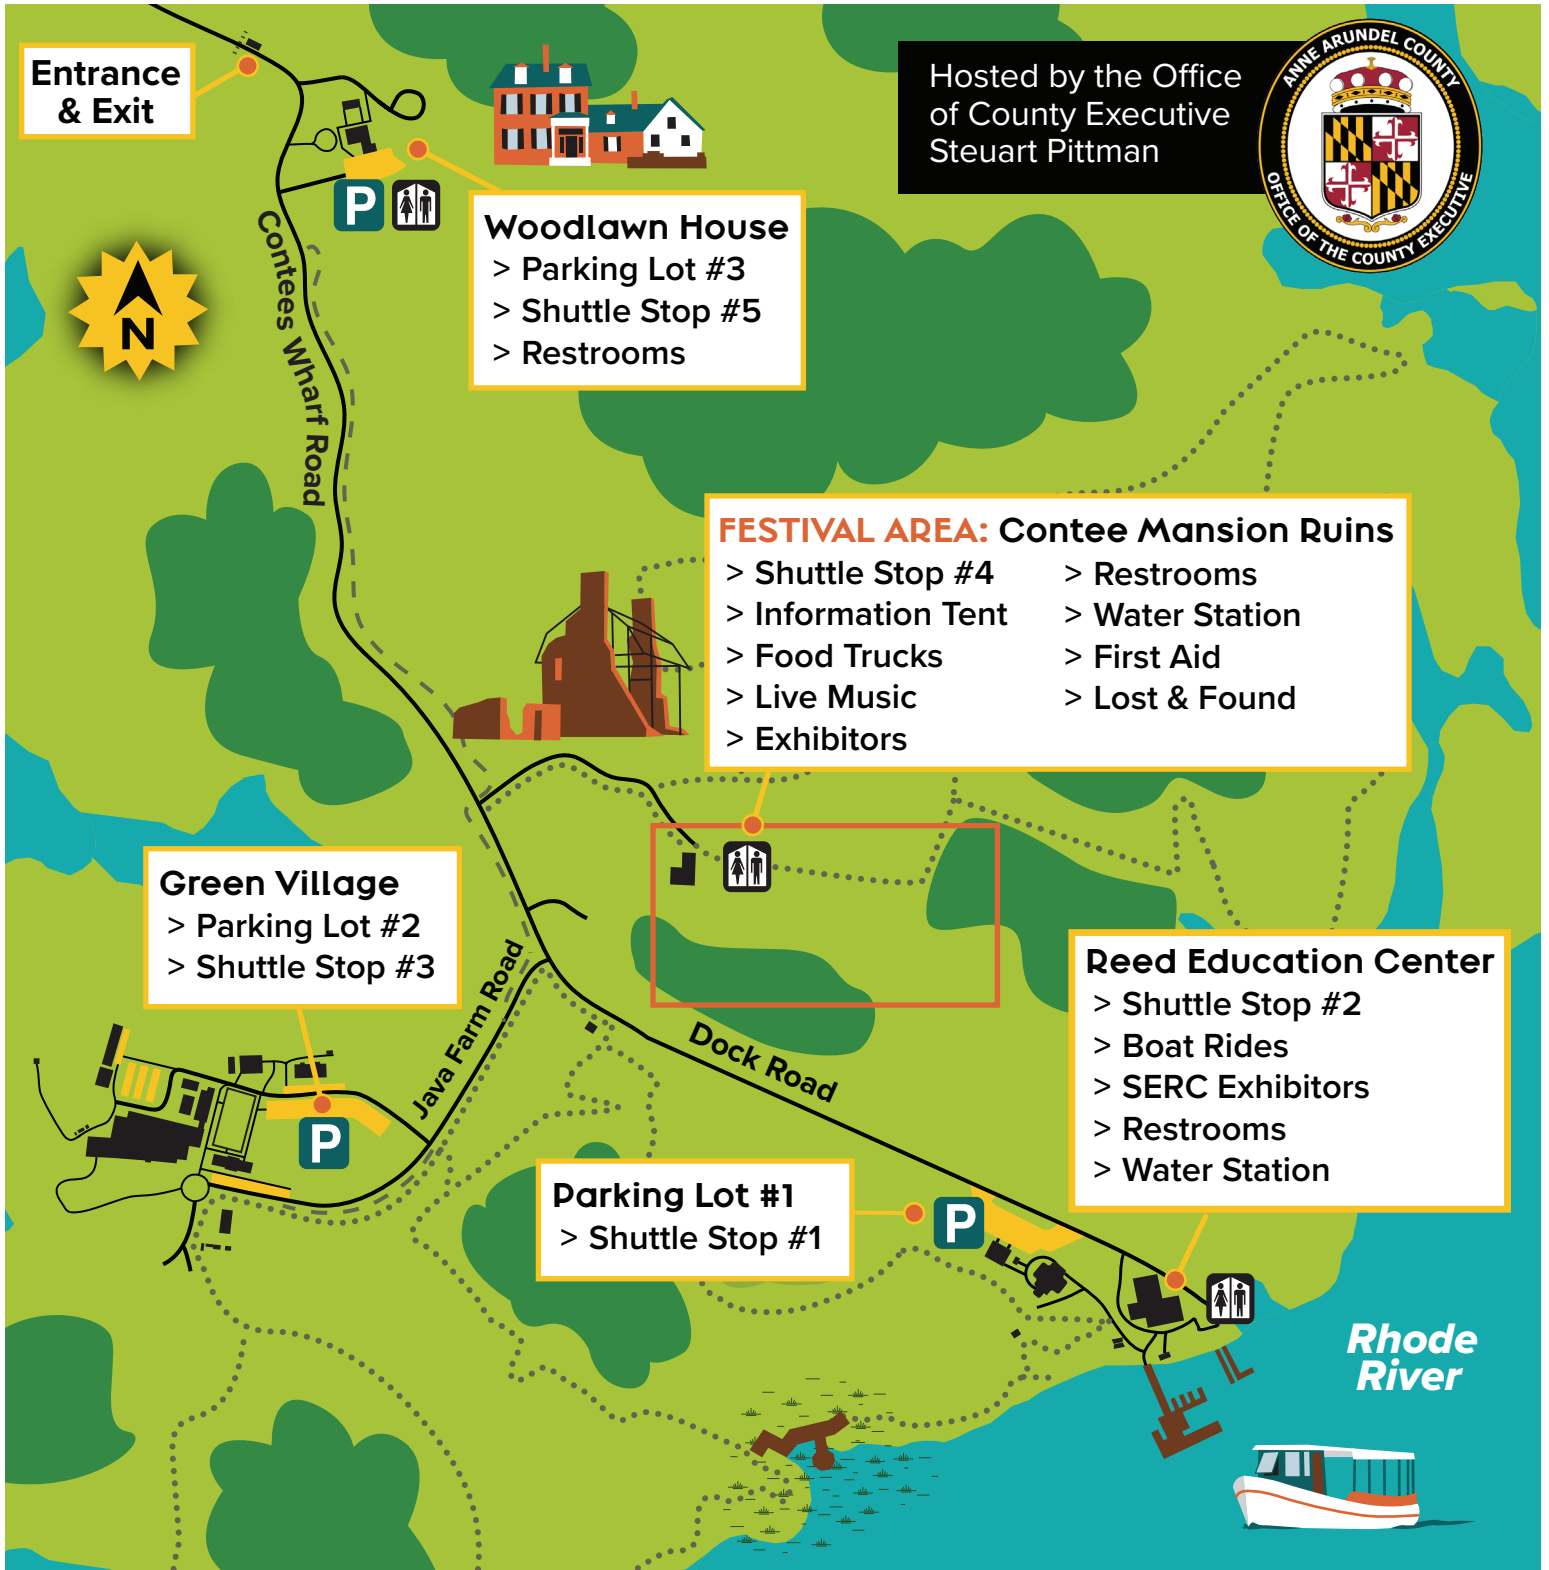 Entrance
& Exit
Hosted by the Office
of County Executive
Steuart Pittman
ANNE ARUNDEL COUNTY
OFFICE OF THE COUNTY EXECUTIVE
P
Woodlawn House
> Parking Lot #3
> Shuttle Stop #5
> Restrooms
N
Contees Wharf Road
FESTIVAL AREA: Contee Mansion Ruins
> Shuttle Stop #4
> Information Tent
> Food Trucks
> Live Music
> Exhibitors
> Restrooms
> Water Station
> First Aid
> Lost & Found
Green Village
> Parking Lot #2
> Shuttle Stop #3
P
Java Farm Road
Dock Road
Reed Education Center
> Shuttle Stop #2
> Boat Rides
> SERC Exhibitors
> Restrooms
> Water Station
Parking Lot #1
> Shuttle Stop #1
P
Rhode
River